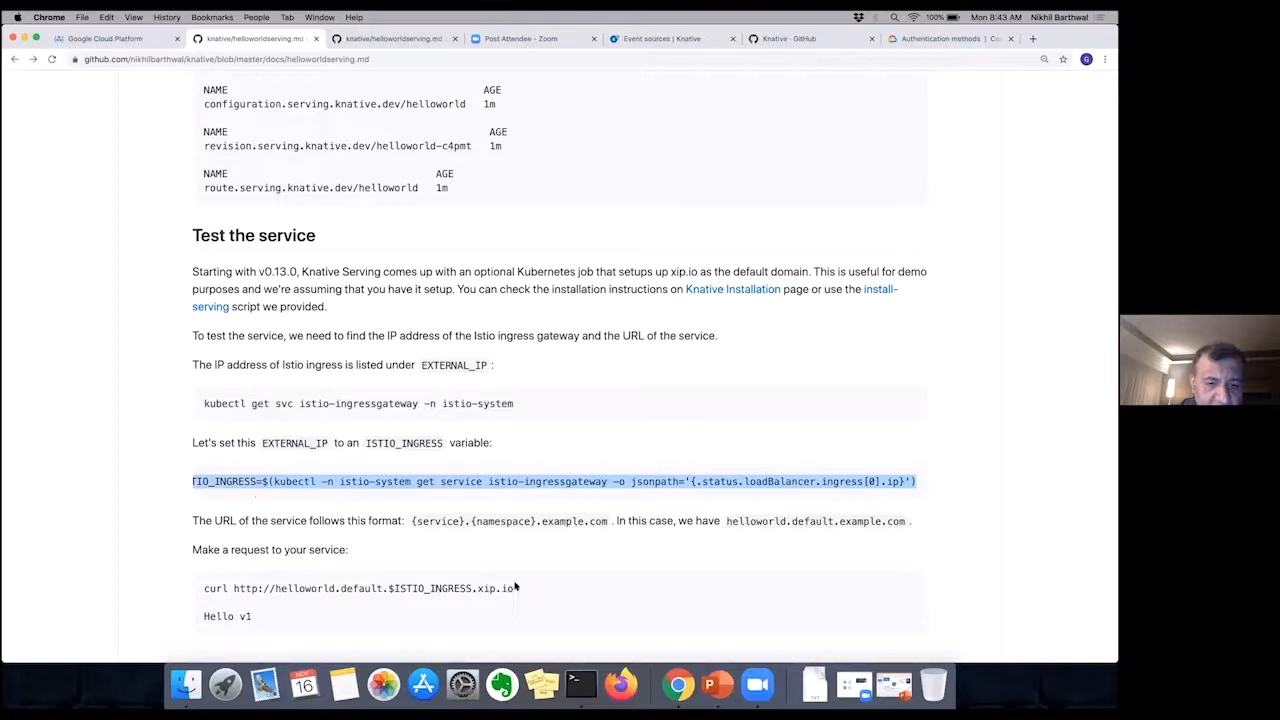 Chrome File Edit View History Bookmarks People Tab Window Help 100% Mon 8:43 AM Nikhil Barthwal
Google Cloud Platform knative/helloworldserving.md knative/helloworldserving.md Post Attendee - Zoom Event sources | Knative Knative · GitHub Authentication methods | Co
github.com/nikhilbarthwal/knative/blob/master/docs/helloworldserving.md G
NAME AGE
configuration.serving.knative.dev/helloworld 1m
NAME AGE
revision.serving.knative.dev/helloworld-c4pmt 1m
NAME AGE
route.serving.knative.dev/helloworld 1m
Test the service
Starting with v0.13.0, Knative Serving comes up with an optional Kubernetes job that setups up xip.io as the default domain. This is useful for demo
purposes and we're assuming that you have it setup. You can check the installation instructions on Knative Installation page or use the install-
serving script we provided.
To test the service, we need to find the IP address of the Istio ingress gateway and the URL of the service.
The IP address of Istio ingress is listed under EXTERNAL_IP :
kubectl get svc istio-ingressgateway -n istio-system
Let's set this EXTERNAL_IP to an ISTIO_INGRESS variable:
TIO_INGRESS=$(kubectl -n istio-system get service istio-ingressgateway -o jsonpath='{.status.loadBalancer.ingress[0].ip}')
The URL of the service follows this format: {service}.{namespace}.example.com . In this case, we have helloworld.default.example.com .
Make a request to your service:
curl http://helloworld.default.$ISTIO_INGRESS.xip.io
Hello v1
NOV
16
TXT